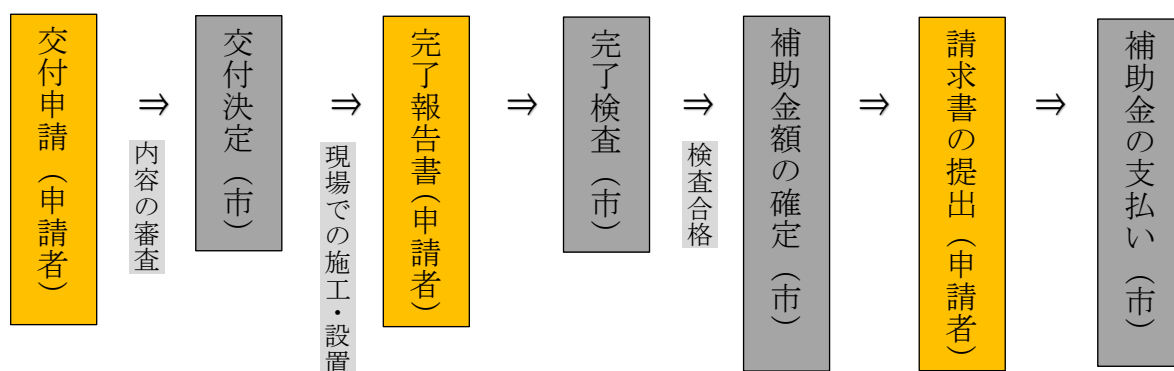 交付申請（申請者）
⇒
内容の審査
交付決定（市）
⇒
現場での施工・設置
完了報告書（申請者）
⇒
完了検査（市）
⇒
検査合格
補助金額の確定（市）
⇒
請求書の提出（申請者）
⇒
補助金の支払い（市）